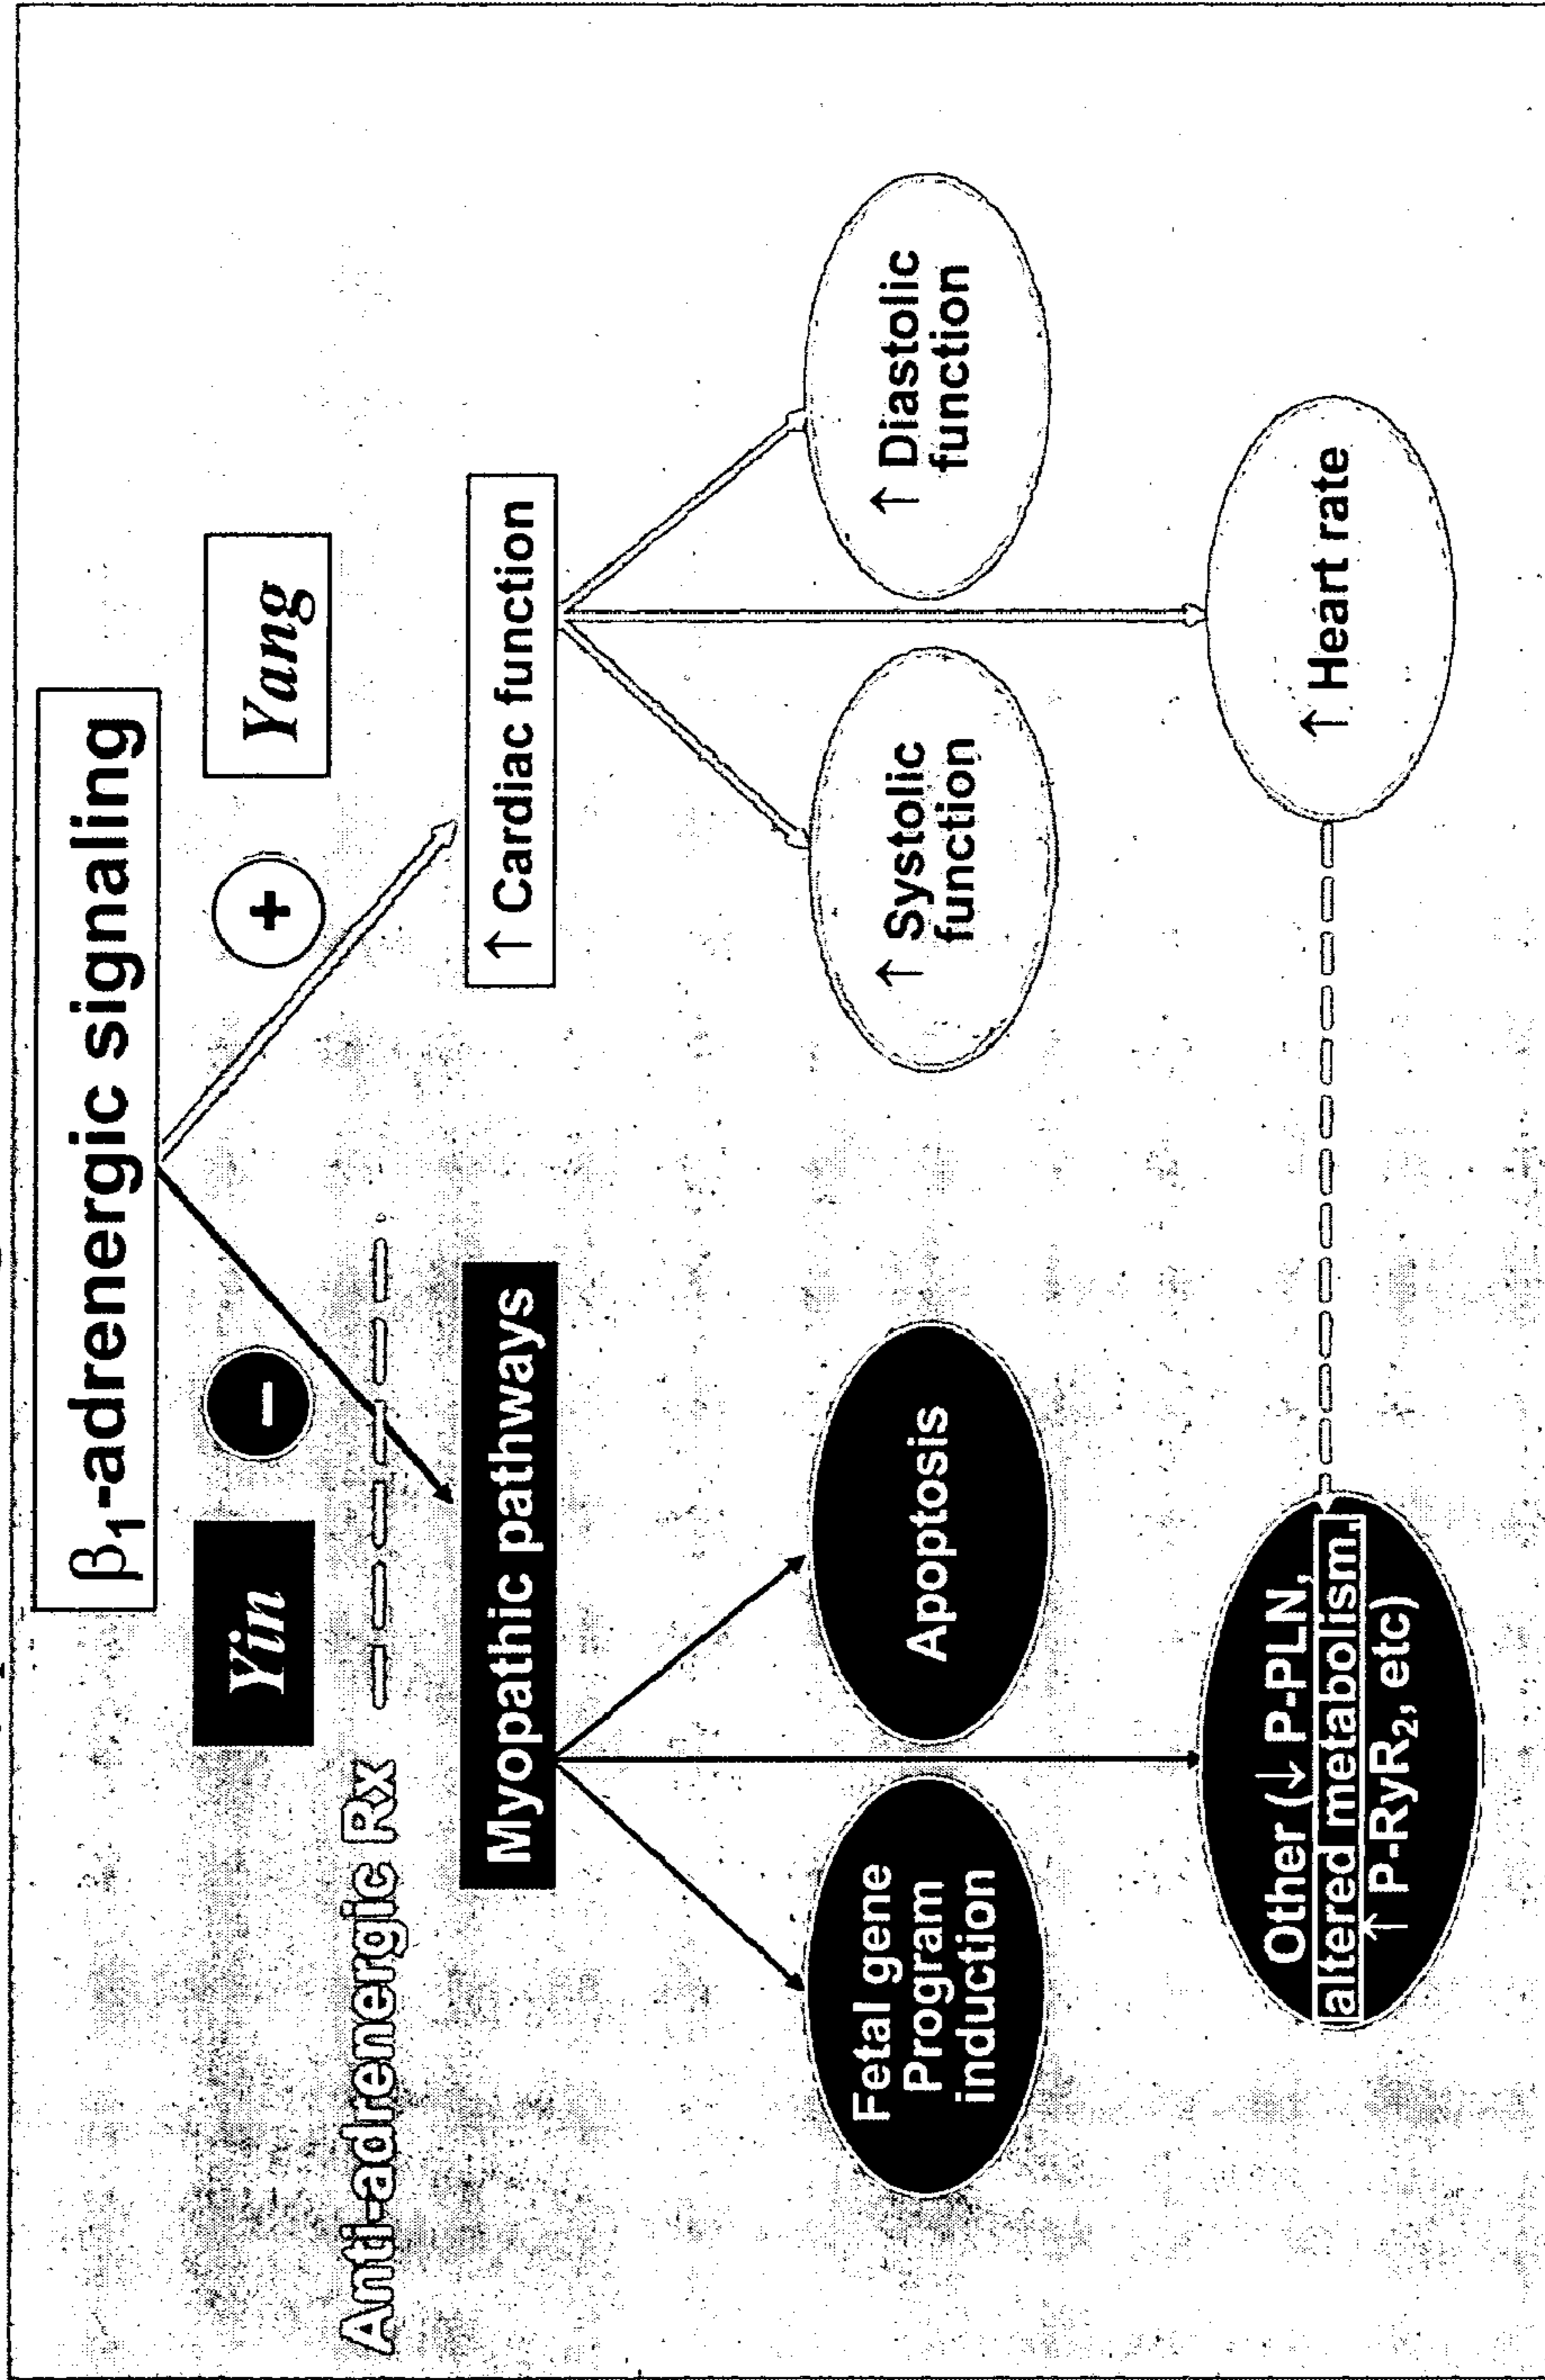 β₁-adrenergic signaling
Yin
−
+
Yang
Anti-adrenergic Rx
Myopathic pathways
↑ Cardiac function
Fetal gene
Program
induction
Apoptosis
↑ Systolic
function
↑ Diastolic
function
Other (↓ P-PLN,
altered metabolism.
↑ P-RyR₂, etc)
↑ Heart rate